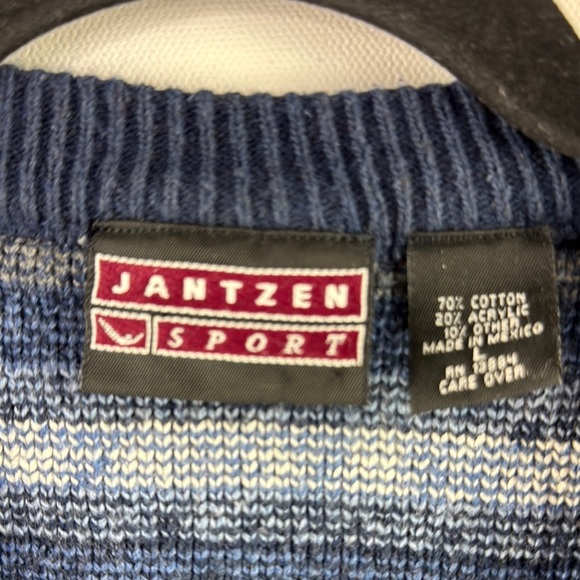 JANTZEN
SPORT
70% COTTON
20% ACRYLIC
10% OTHER
MADE IN MEXICO
L
RN 13884
CARE OVER